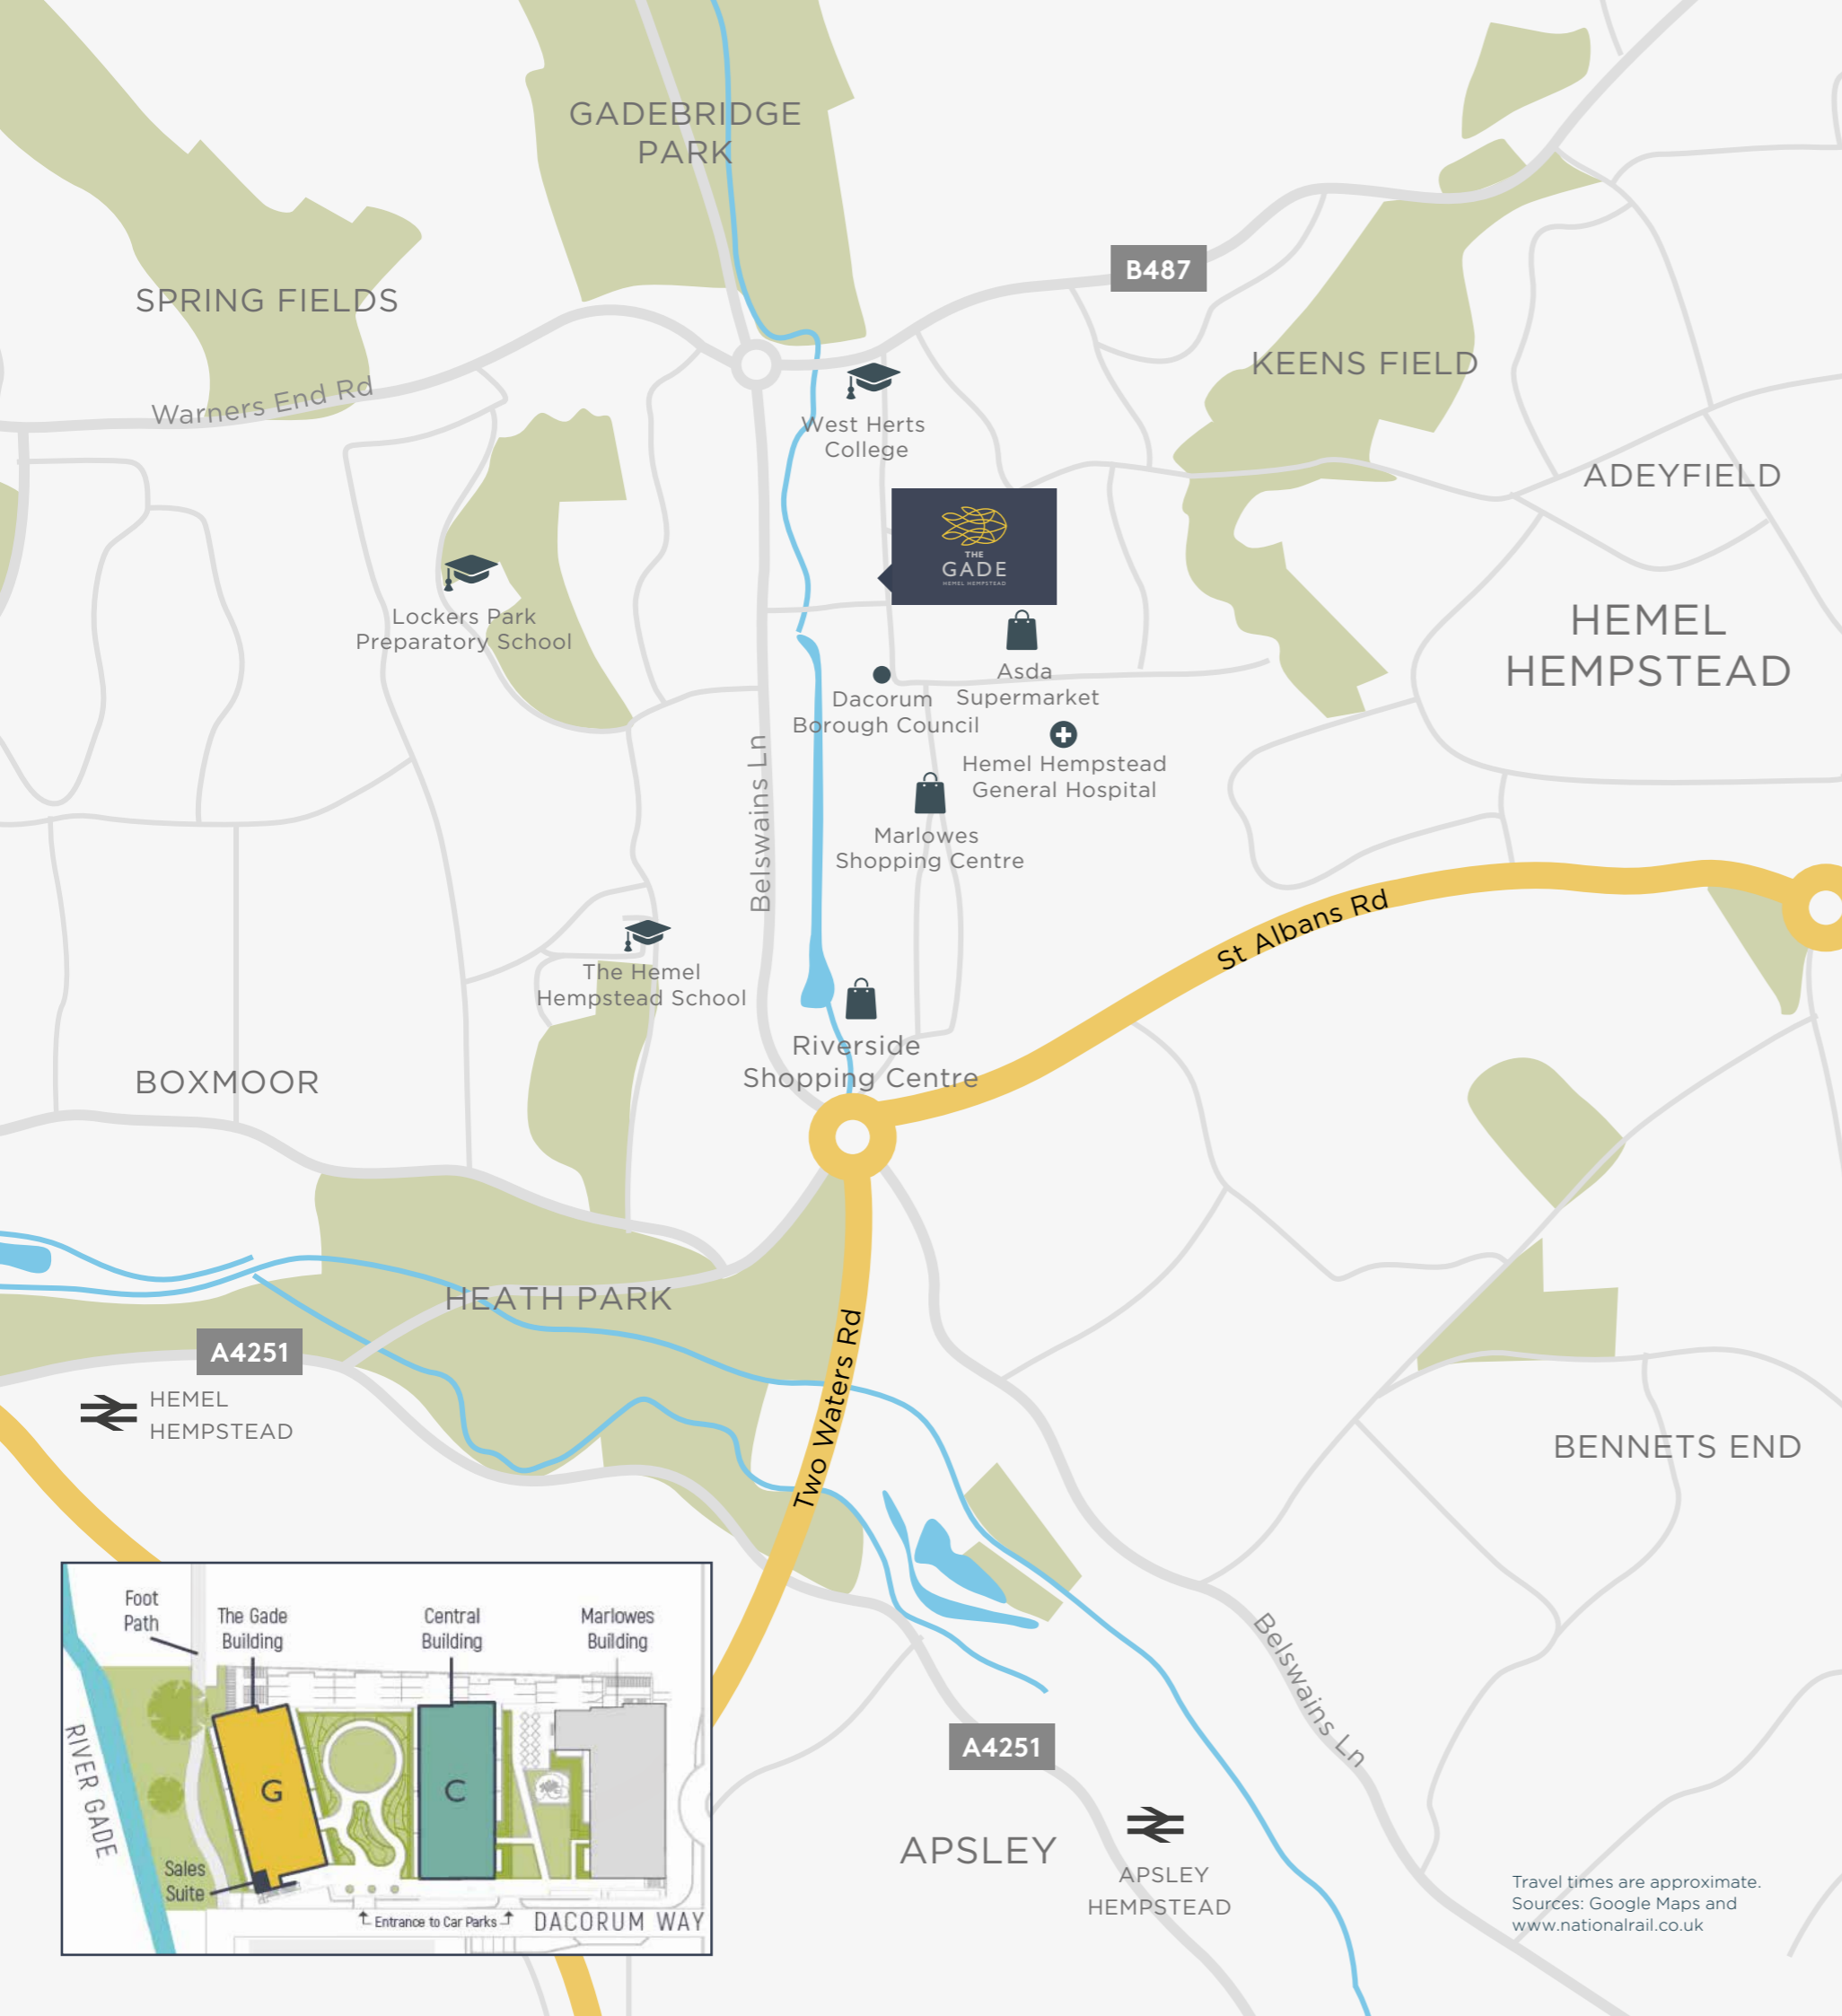 GADEBRIDGE
PARK
B487
SPRING FIELDS
KEENS FIELD
Warners End Rd
West Herts
College
ADEYFIELD
THE
GADE
HEMEL HEMPSTEAD
Lockers Park
Preparatory School
HEMEL
HEMPSTEAD
Asda
Supermarket
Dacorum
Borough Council
Hemel Hempstead
General Hospital
Belswains Ln
Marlowes
Shopping Centre
St Albans Rd
The Hemel
Hempstead School
Riverside
Shopping Centre
BOXMOOR
HEATH PARK
A4251
HEMEL
HEMPSTEAD
Two Waters Rd
BENNETS END
Foot
Path
The Gade
Building
Central
Building
Marlowes
Building
RIVER GADE
G
C
Sales
Suite
Entrance to Car Parks
DACORUM WAY
Belswains Ln
A4251
APSLEY
APSLEY
HEMPSTEAD
Travel times are approximate.
Sources: Google Maps and
www.nationalrail.co.uk